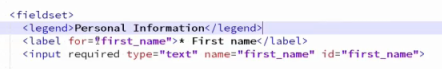 <fieldset>
<legend>Personal Information</legend>
<label for="first_name">* First name</label>
<input required type="text" name="first_name" id="first_name">